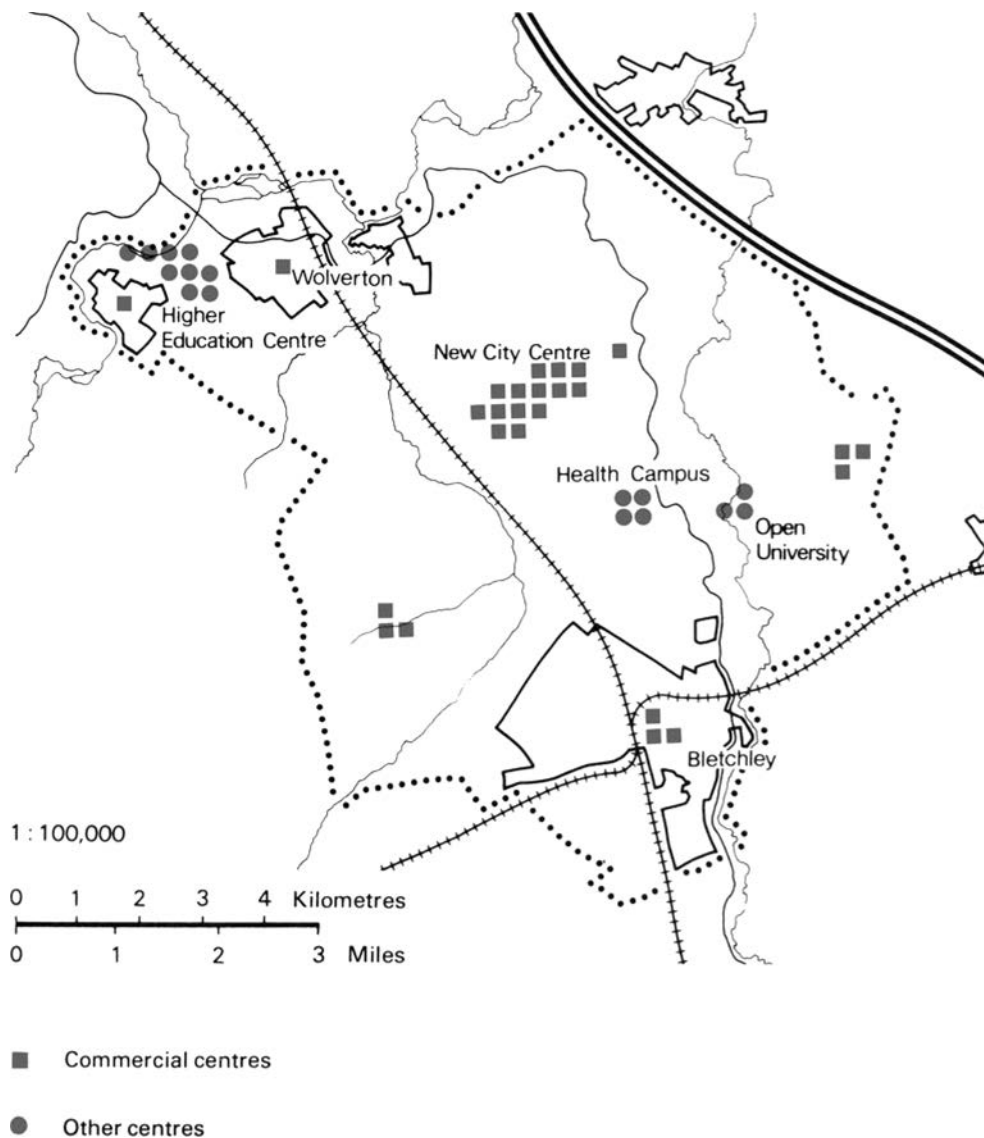 Wolverton
Higher
Education Centre
New City Centre
Health Campus
Open
University
Bletchley
1 : 100,000
0 1 2 3 4 Kilometres
0 1 2 3 Miles
Commercial centres
Other centres